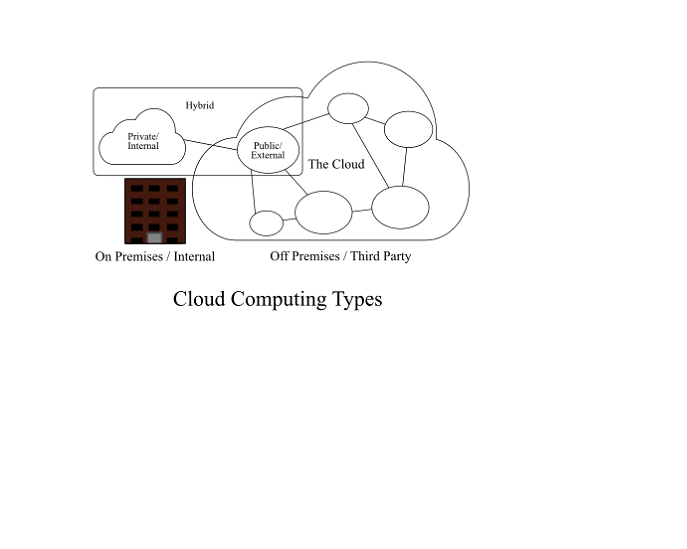 Hybrid
Private/
Internal
Public/
External
The Cloud
On Premises / Internal
Off Premises / Third Party
Cloud Computing Types